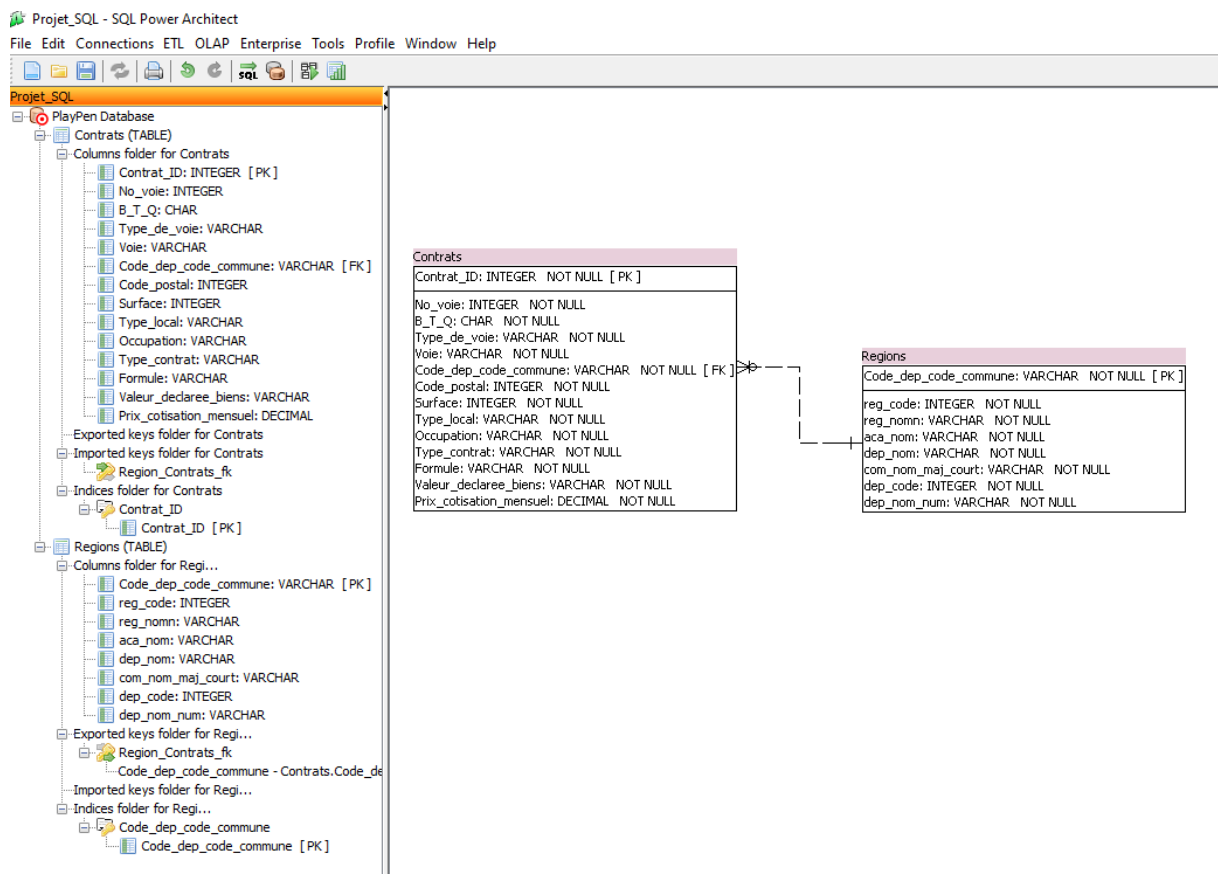 Projet_SQL - SQL Power Architect
File Edit Connections ETL OLAP Enterprise Tools Profile Window Help
SQL
Projet_SQL
PlayPen Database
Contrats (TABLE)
Columns folder for Contrats
Contrat_ID: INTEGER [ PK ]
No_voie: INTEGER
B_T_Q: CHAR
Type_de_voie: VARCHAR
Voie: VARCHAR
Code_dep_code_commune: VARCHAR [ FK ]
Code_postal: INTEGER
Surface: INTEGER
Type_local: VARCHAR
Occupation: VARCHAR
Type_contrat: VARCHAR
Formule: VARCHAR
Valeur_declaree_biens: VARCHAR
Prix_cotisation_mensuel: DECIMAL
Exported keys folder for Contrats
Imported keys folder for Contrats
Region_Contrats_fk
Indices folder for Contrats
Contrat_ID
Contrat_ID [ PK ]
Regions (TABLE)
Columns folder for Regi...
Code_dep_code_commune: VARCHAR [ PK ]
reg_code: INTEGER
reg_nomn: VARCHAR
aca_nom: VARCHAR
dep_nom: VARCHAR
com_nom_maj_court: VARCHAR
dep_code: INTEGER
dep_nom_num: VARCHAR
Exported keys folder for Regi...
Region_Contrats_fk
Code_dep_code_commune - Contrats.Code_de
Imported keys folder for Regi...
Indices folder for Regi...
Code_dep_code_commune
Code_dep_code_commune [ PK ]
Contrats
Contrat_ID: INTEGER NOT NULL [ PK ]
No_voie: INTEGER NOT NULL
B_T_Q: CHAR NOT NULL
Type_de_voie: VARCHAR NOT NULL
Voie: VARCHAR NOT NULL
Code_dep_code_commune: VARCHAR NOT NULL [ FK ]
Code_postal: INTEGER NOT NULL
Surface: INTEGER NOT NULL
Type_local: VARCHAR NOT NULL
Occupation: VARCHAR NOT NULL
Type_contrat: VARCHAR NOT NULL
Formule: VARCHAR NOT NULL
Valeur_declaree_biens: VARCHAR NOT NULL
Prix_cotisation_mensuel: DECIMAL NOT NULL
Regions
Code_dep_code_commune: VARCHAR NOT NULL [ PK ]
reg_code: INTEGER NOT NULL
reg_nomn: VARCHAR NOT NULL
aca_nom: VARCHAR NOT NULL
dep_nom: VARCHAR NOT NULL
com_nom_maj_court: VARCHAR NOT NULL
dep_code: INTEGER NOT NULL
dep_nom_num: VARCHAR NOT NULL